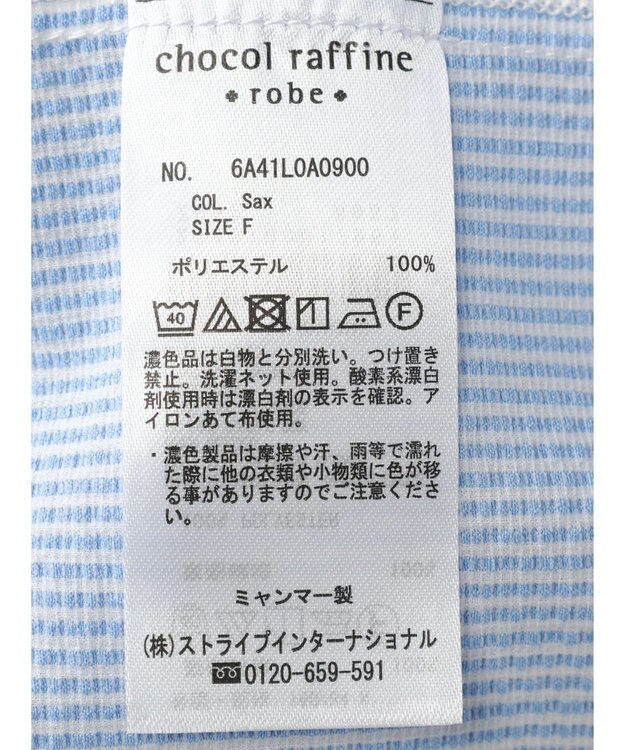 chocol raffine
robe
NO. 6A41L0A0900
COL. Sax
SIZE F
ポリエステル 100%
40 F
濃色品は白物と分別洗い。つけ置き
禁止。洗濯ネット使用。酸素系漂白
剤使用時は漂白剤の表示を確認。ア
イロンあて布使用。
・濃色製品は摩擦や汗、雨等で濡れ
た際に他の衣類や小物類に色が移
る事がありますのでご注意くださ
い。
ミャンマー製
(株)ストライプインターナショナル
0120-659-591